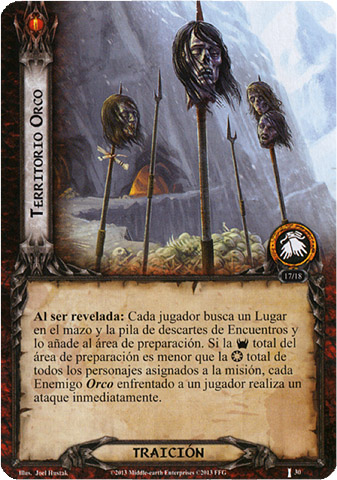 TERRITORIO ORCO
17/18
Al ser revelada: Cada jugador busca un Lugar
en el mazo y la pila de descartes de Encuentros y
lo añade al área de preparación. Si la total del
área de preparación es menor que la total de
todos los personajes asignados a la misión, cada
Enemigo Orco enfrentado a un jugador realiza un
ataque inmediatamente.
TRAICIÓN
Illus. Joel Hustak
©2013 Middle-earth Enterprises ©2013 FFG
30